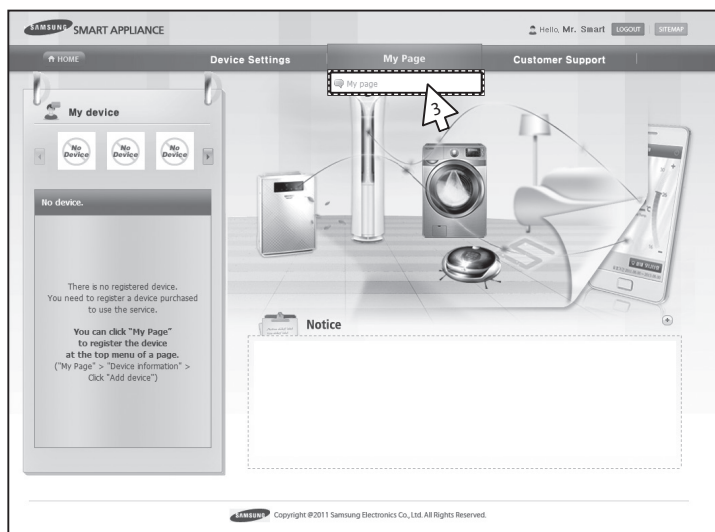 SAMSUNG SMART APPLIANCE
Hello, Mr. Smart LOGOUT SITEMAP
HOME Device Settings My Page Customer Support
My page
3
My device
No Device No Device No Device
No device.
There is no registered device.
You need to register a device purchased
to use the service.
You can click "My Page"
to register the device
at the top menu of a page.
("My Page" > "Device information" >
Click "Add device")
Notice
SAMSUNG Copyright @2011 Samsung Electronics Co., Ltd. All Rights Reserved.